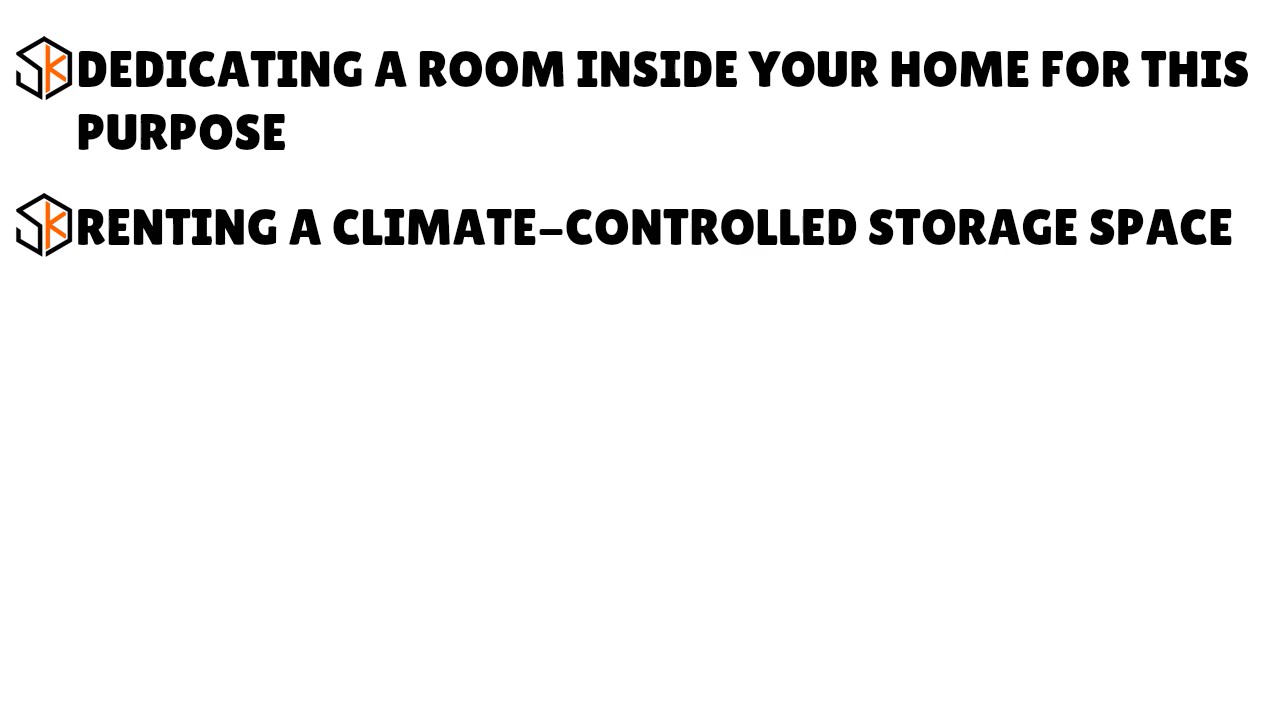 DEDICATING A ROOM INSIDE YOUR HOME FOR THIS
PURPOSE
RENTING A CLIMATE-CONTROLLED STORAGE SPACE